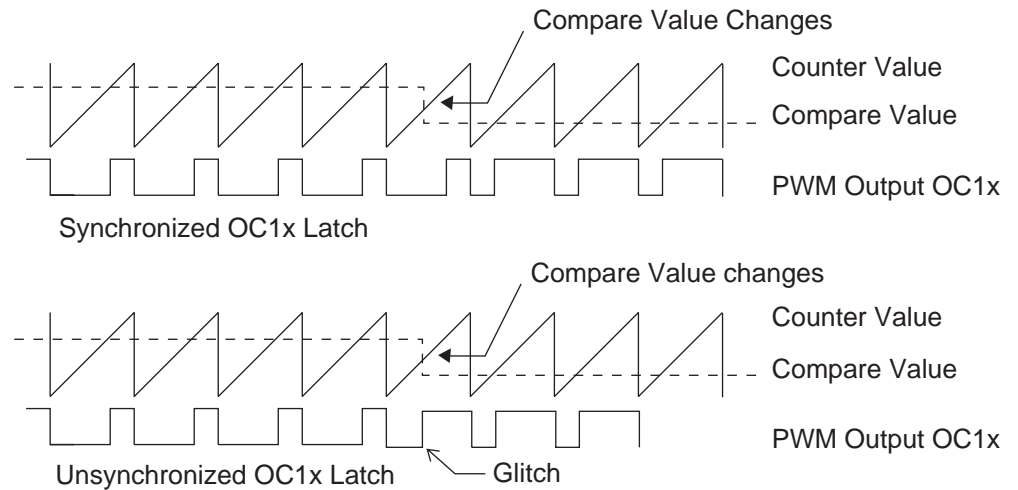 Compare Value Changes
Counter Value
Compare Value
PWM Output OC1x
Synchronized OC1x Latch
Compare Value changes
Counter Value
Compare Value
PWM Output OC1x
Unsynchronized OC1x Latch
Glitch